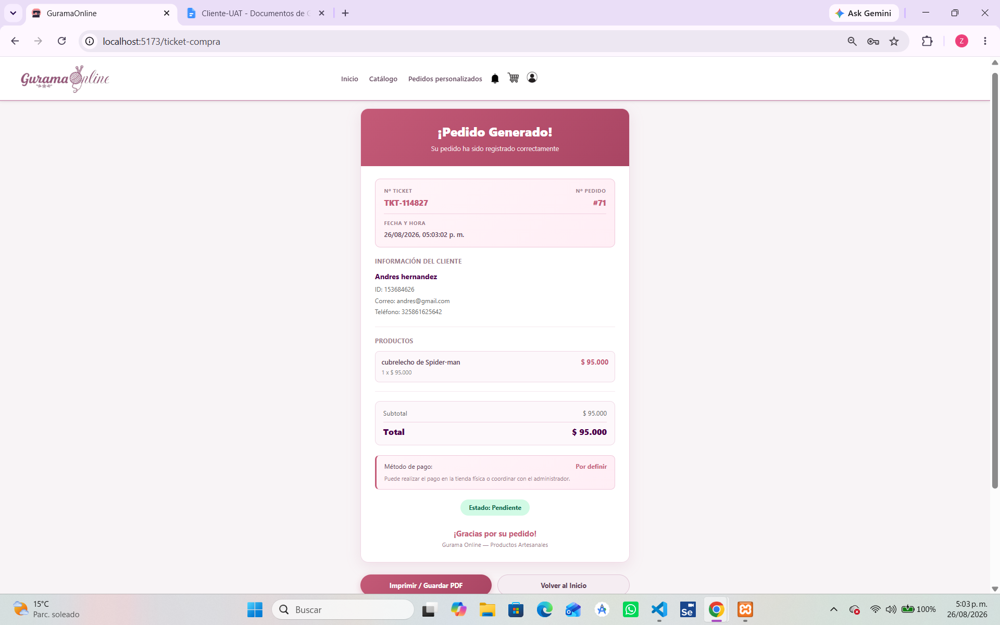 GuramaOnline
Cliente-UAT - Documentos de
Ask Gemini
localhost:5173/ticket-compra
Z
Gurama Online
Inicio
Catálogo
Pedidos personalizados
¡Pedido Generado!
Su pedido ha sido registrado correctamente
Nº TICKET
Nº PEDIDO
TKT-114827
#71
FECHA Y HORA
26/08/2026, 05:03:02 p. m.
INFORMACIÓN DEL CLIENTE
Andres hernandez
ID: 153684626
Correo: andres@gmail.com
Teléfono: 325861625642
PRODUCTOS
cubrelecho de Spider-man
$ 95.000
1 x $ 95.000
Subtotal
$ 95.000
Total
$ 95.000
Método de pago:
Por definir
Puede realizar el pago en la tienda física o coordinar con el administrador.
Estado: Pendiente
¡Gracias por su pedido!
Gurama Online — Productos Artesanales
Imprimir / Guardar PDF
Volver al Inicio
15°C
Parc. soleado
Buscar
Se
100%
5:03 p. m.
26/08/2026